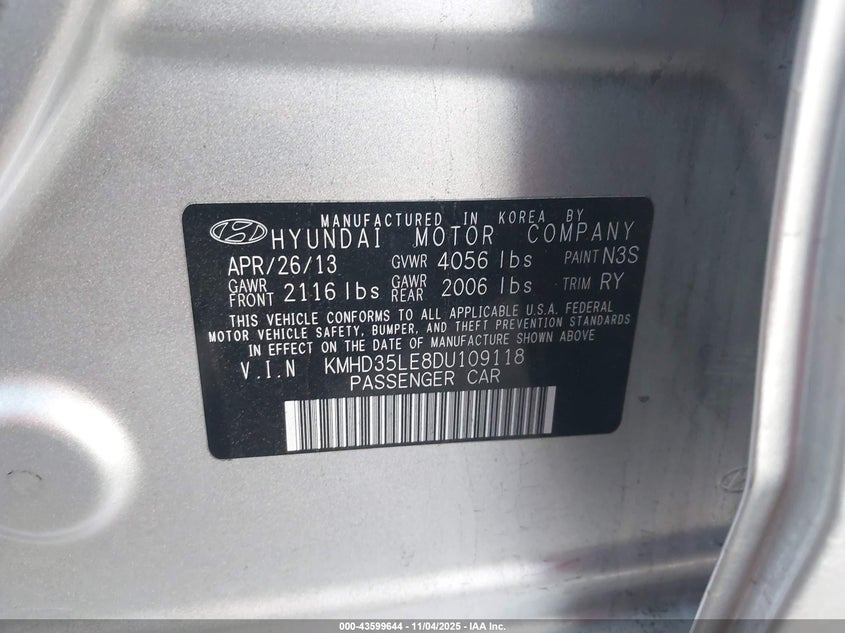 MANUFACTURED IN KOREA BY
HYUNDAI MOTOR COMPANY
APR/26/13 GVWR 4056 lbs PAINT N3S
GAWR FRONT 2116 lbs GAWR REAR 2006 lbs TRIM RY
THIS VEHICLE CONFORMS TO ALL APPLICABLE U.S.A. FEDERAL
MOTOR VEHICLE SAFETY, BUMPER, AND THEFT PREVENTION STANDARDS
IN EFFECT ON THE DATE OF MANUFACTURE SHOWN ABOVE
V.I.N KMHD35LE8DU109118
PASSENGER CAR
000-43599644 - 11/04/2025 - IAA Inc.